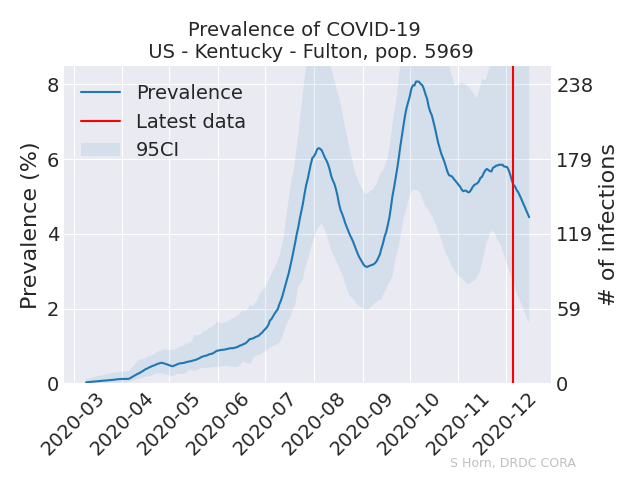 Prevalence of COVID-19
US - Kentucky - Fulton, pop. 5969
Prevalence
Latest data
95CI
Prevalence (%)
8
6
4
2
0
238
179
119
59
0
# of infections
2020-03
2020-04
2020-05
2020-06
2020-07
2020-08
2020-09
2020-10
2020-11
2020-12
S Horn, DRDC CORA